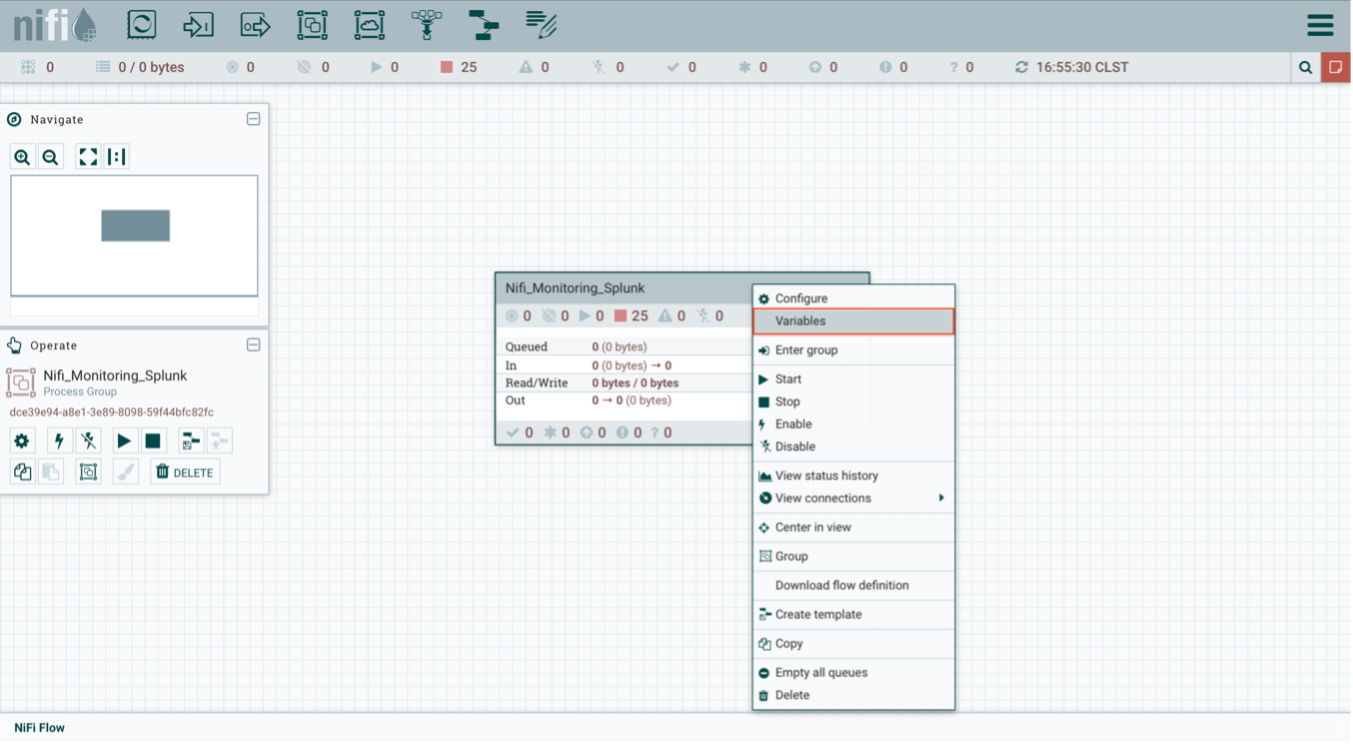 nifi
0 0 / 0 bytes 0 0 0 25 0 0 0 0 0 0 ? 0 16:55:30 CLST
Navigate
Operate
Nifi_Monitoring_Splunk
Process Group
dce39e94-a8e1-3e89-8098-59f44bfc82fc
DELETE
Nifi_Monitoring_Splunk
0 0 0 25 0 0
Queued 0 (0 bytes)
In 0 (0 bytes) → 0
Read/Write 0 bytes / 0 bytes
Out 0 → 0 (0 bytes)
0 0 0 0 ? 0
Configure
Variables
Enter group
Start
Stop
Enable
Disable
View status history
View connections
Center in view
Group
Download flow definition
Create template
Copy
Empty all queues
Delete
NiFi Flow